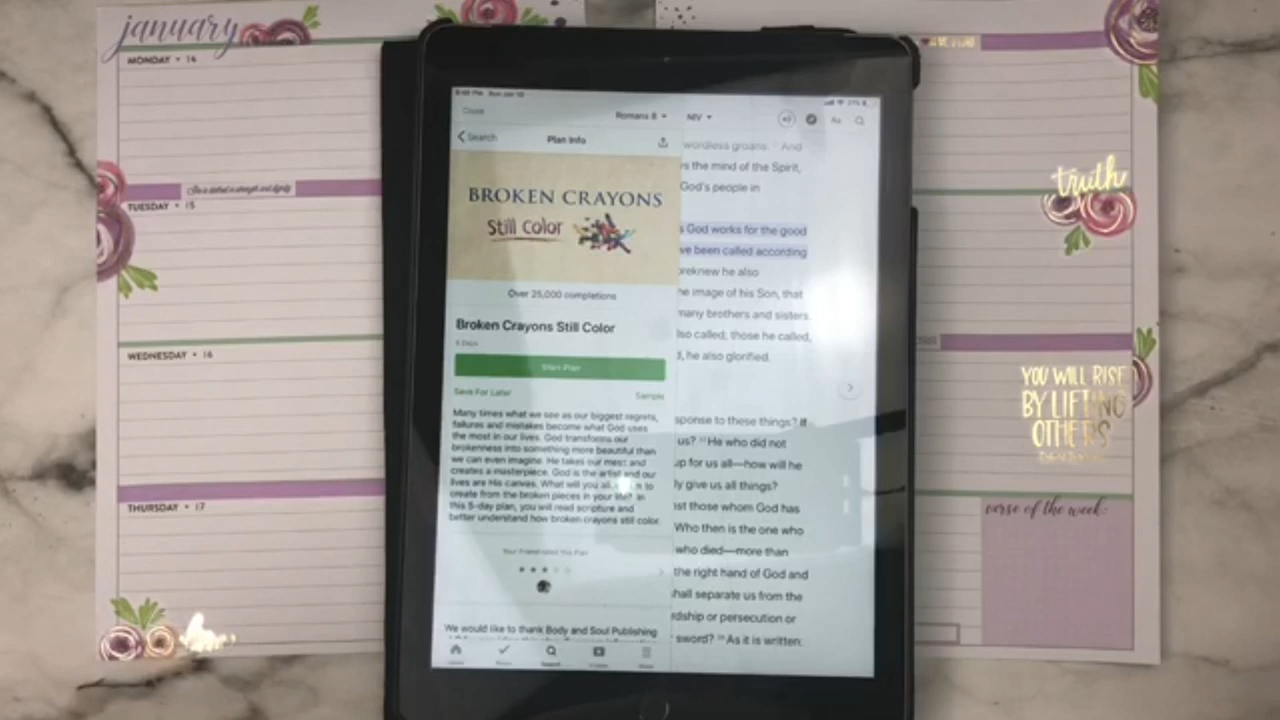 january
MONDAY • 14
TUESDAY • 15
WEDNESDAY • 16
THURSDAY • 17
truth
YOU WILL RISE
BY LIFTING
OTHERS
verse of the week:
Close
Search
Plan Info
BROKEN CRAYONS
Still Color
Over 25,000 completions
Broken Crayons Still Color
5 Days
Start Plan
Save For Later
Sample
Many times what we see as our biggest regrets,
failures and mistakes become what God uses
the most in our lives. God transforms our
brokenness into something more beautiful than
we can even imagine. He takes our mess and
creates a masterpiece. God is the artist and our
lives are His canvas. What will you
create from the broken pieces in your life? In
this 5-day plan, you will read scripture and
better understand how broken crayons still color.
Your Friend rated this Plan
We would like to thank Body and Soul Publishing
Search
Romans 8
NIV
Aa
wordless groans. And
the mind of the Spirit,
God's people in
God works for the good
been called according
he also
image of his Son, that
many brothers and sisters.
called; those he called,
he also glorified.
to these things? If
us? He who did not
up for us all—how will he
give us all things?
those whom God has
Who then is the one who
who died—more than
the right hand of God and
shall separate us from the
or persecution or
sword? As it is written: